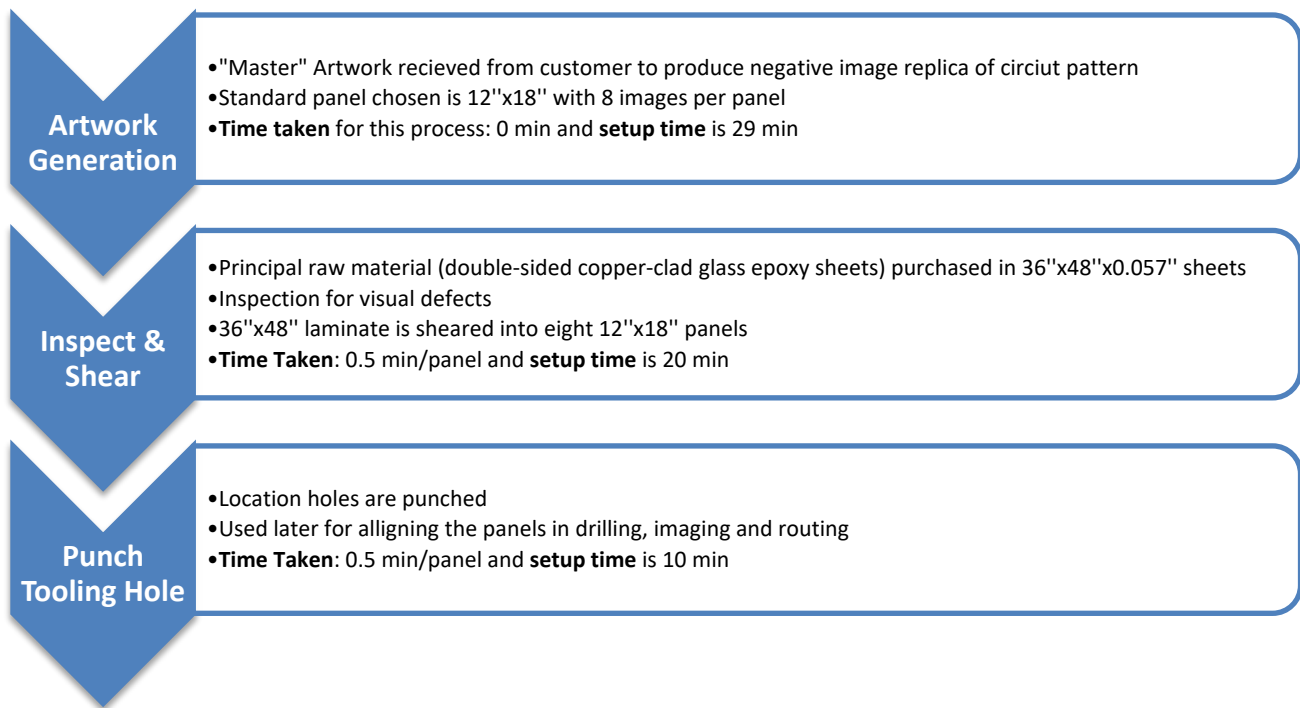 Artwork
Generation
•"Master" Artwork recieved from customer to produce negative image replica of circiut pattern
•Standard panel chosen is 12''x18'' with 8 images per panel
•Time taken for this process: 0 min and setup time is 29 min
Inspect &
Shear
•Principal raw material (double-sided copper-clad glass epoxy sheets) purchased in 36''x48''x0.057'' sheets
•Inspection for visual defects
•36''x48'' laminate is sheared into eight 12''x18'' panels
•Time Taken: 0.5 min/panel and setup time is 20 min
Punch
Tooling Hole
•Location holes are punched
•Used later for alligning the panels in drilling, imaging and routing
•Time Taken: 0.5 min/panel and setup time is 10 min